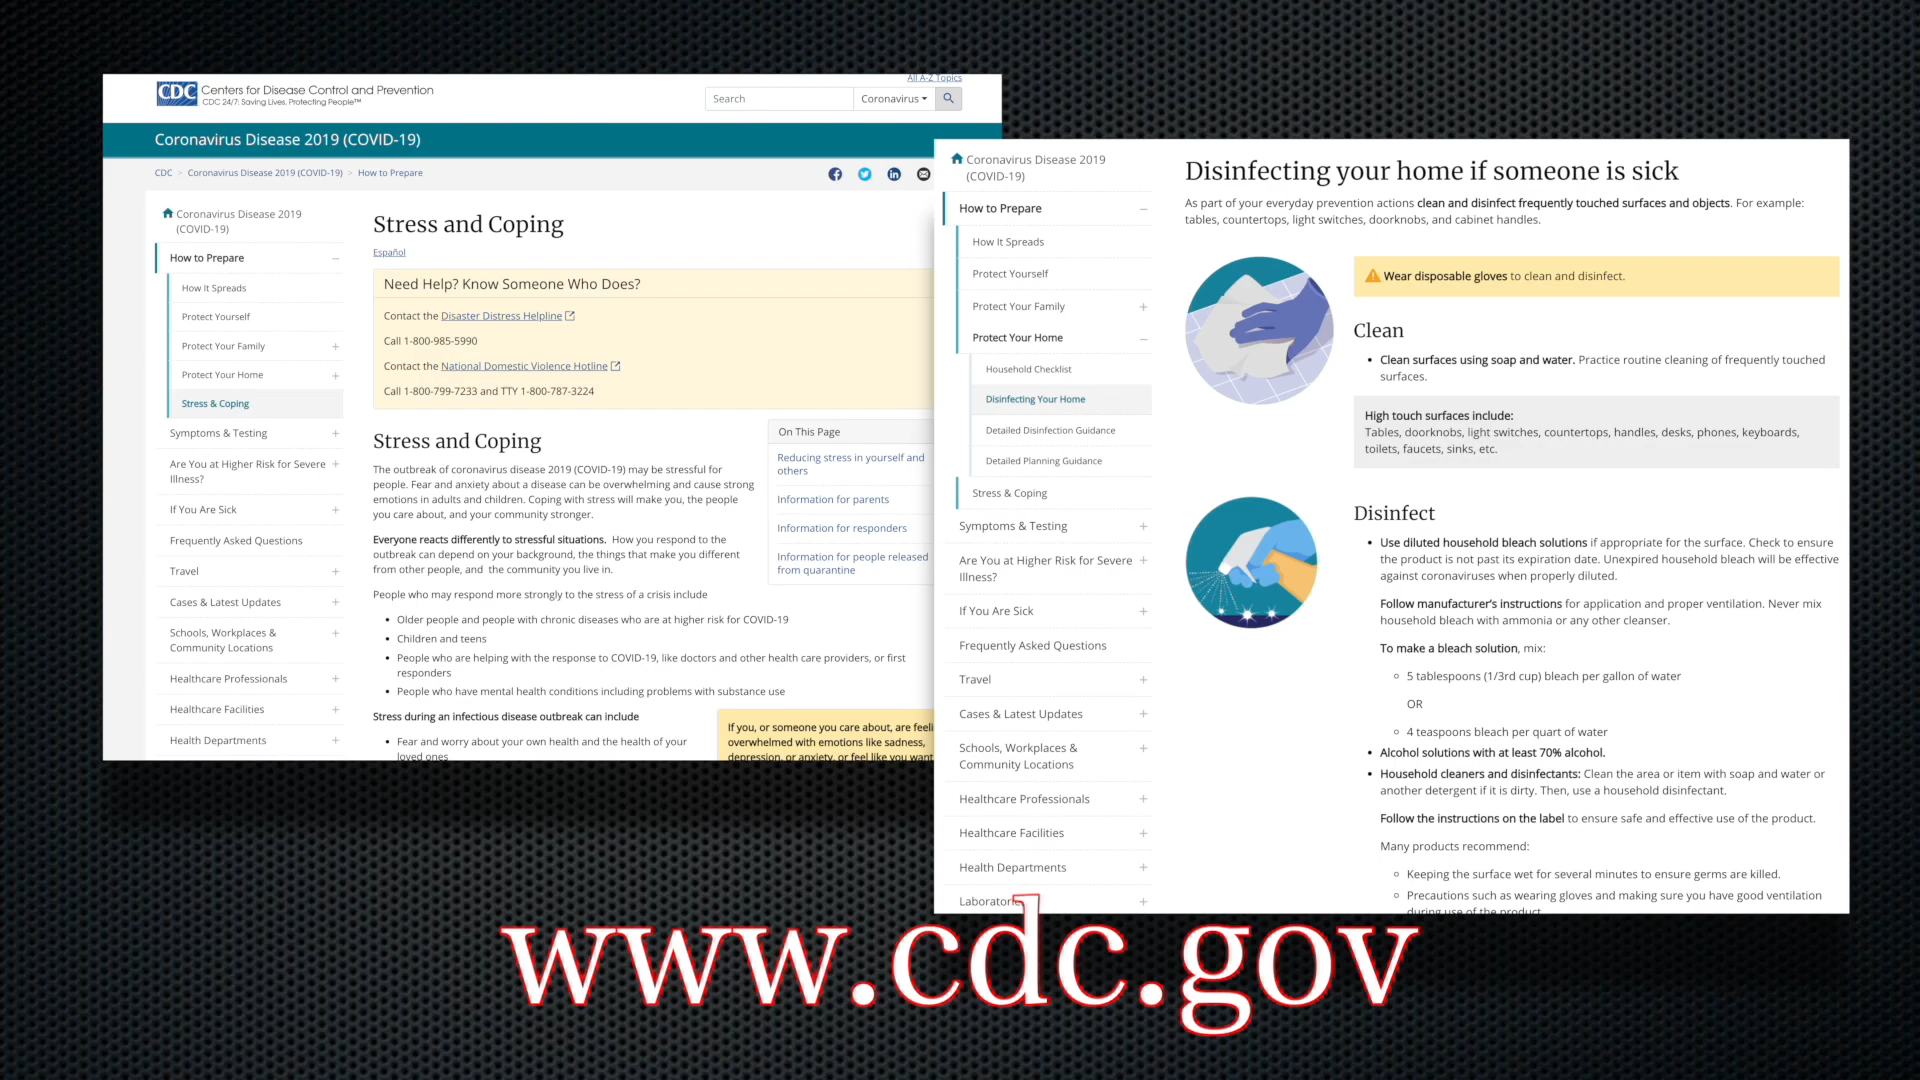 All A-Z Topics
CDC Centers for Disease Control and Prevention
CDC 24/7: Saving Lives, Protecting People™
Search
Coronavirus
Coronavirus Disease 2019 (COVID-19)
CDC > Coronavirus Disease 2019 (COVID-19) > How to Prepare
Coronavirus Disease 2019
(COVID-19)
How to Prepare
How It Spreads
Protect Yourself
Protect Your Family
Protect Your Home
Stress & Coping
Symptoms & Testing
Are You at Higher Risk for Severe
Illness?
If You Are Sick
Frequently Asked Questions
Travel
Cases & Latest Updates
Schools, Workplaces &
Community Locations
Healthcare Professionals
Healthcare Facilities
Health Departments
Stress and Coping
Español
Need Help? Know Someone Who Does?
Contact the Disaster Distress Helpline
Call 1-800-985-5990
Contact the National Domestic Violence Hotline
Call 1-800-799-7233 and TTY 1-800-787-3224
Stress and Coping
The outbreak of coronavirus disease 2019 (COVID-19) may be stressful for
people. Fear and anxiety about a disease can be overwhelming and cause strong
emotions in adults and children. Coping with stress will make you, the people
you care about, and your community stronger.
Everyone reacts differently to stressful situations. How you respond to the
outbreak can depend on your background, the things that make you different
from other people, and the community you live in.
People who may respond more strongly to the stress of a crisis include
• Older people and people with chronic diseases who are at higher risk for COVID-19
• Children and teens
• People who are helping with the response to COVID-19, like doctors and other health care providers, or first
responders
• People who have mental health conditions including problems with substance use
Stress during an infectious disease outbreak can include
• Fear and worry about your own health and the health of your
loved ones
On This Page
Reducing stress in yourself and
others
Information for parents
Information for responders
Information for people released
from quarantine
If you, or someone you care about, are feeli
overwhelmed with emotions like sadness,
depression, or anxiety, or feel like you want
Coronavirus Disease 2019
(COVID-19)
How to Prepare
How It Spreads
Protect Yourself
Protect Your Family
Protect Your Home
Household Checklist
Disinfecting Your Home
Detailed Disinfection Guidance
Detailed Planning Guidance
Stress & Coping
Symptoms & Testing
Are You at Higher Risk for Severe
Illness?
If You Are Sick
Frequently Asked Questions
Travel
Cases & Latest Updates
Schools, Workplaces &
Community Locations
Healthcare Professionals
Healthcare Facilities
Health Departments
Laboratories
Disinfecting your home if someone is sick
As part of your everyday prevention actions clean and disinfect frequently touched surfaces and objects. For example:
tables, countertops, light switches, doorknobs, and cabinet handles.
Wear disposable gloves to clean and disinfect.
Clean
• Clean surfaces using soap and water. Practice routine cleaning of frequently touched
surfaces.
High touch surfaces include:
Tables, doorknobs, light switches, countertops, handles, desks, phones, keyboards,
toilets, faucets, sinks, etc.
Disinfect
• Use diluted household bleach solutions if appropriate for the surface. Check to ensure
the product is not past its expiration date. Unexpired household bleach will be effective
against coronaviruses when properly diluted.
Follow manufacturer's instructions for application and proper ventilation. Never mix
household bleach with ammonia or any other cleanser.
To make a bleach solution, mix:
◦ 5 tablespoons (1/3rd cup) bleach per gallon of water
OR
◦ 4 teaspoons bleach per quart of water
• Alcohol solutions with at least 70% alcohol.
• Household cleaners and disinfectants: Clean the area or item with soap and water or
another detergent if it is dirty. Then, use a household disinfectant.
Follow the instructions on the label to ensure safe and effective use of the product.
Many products recommend:
◦ Keeping the surface wet for several minutes to ensure germs are killed.
◦ Precautions such as wearing gloves and making sure you have good ventilation
during use of the product
www.cdc.gov